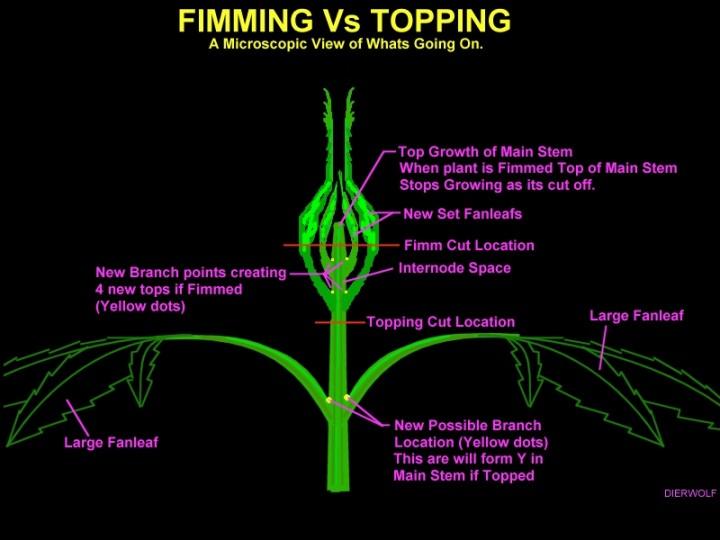 FIMMING Vs TOPPING
A Microscopic View of Whats Going On.
Top Growth of Main Stem
When plant is Fimmed Top of Main Stem
Stops Growing as its cut off.
New Set Fanleafs
Fimm Cut Location
Internode Space
New Branch points creating
4 new tops if Fimmed
(Yellow dots)
Topping Cut Location
Large Fanleaf
Large Fanleaf
New Possible Branch
Location (Yellow dots)
This are will form Y in
Main Stem if Topped
DIERWOLF